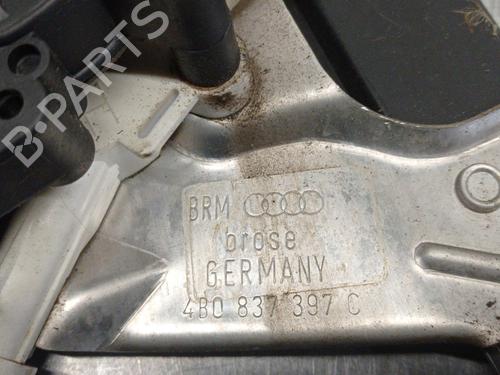 B·PARTS
BRM
brose
GERMANY
4B0 837 397 C